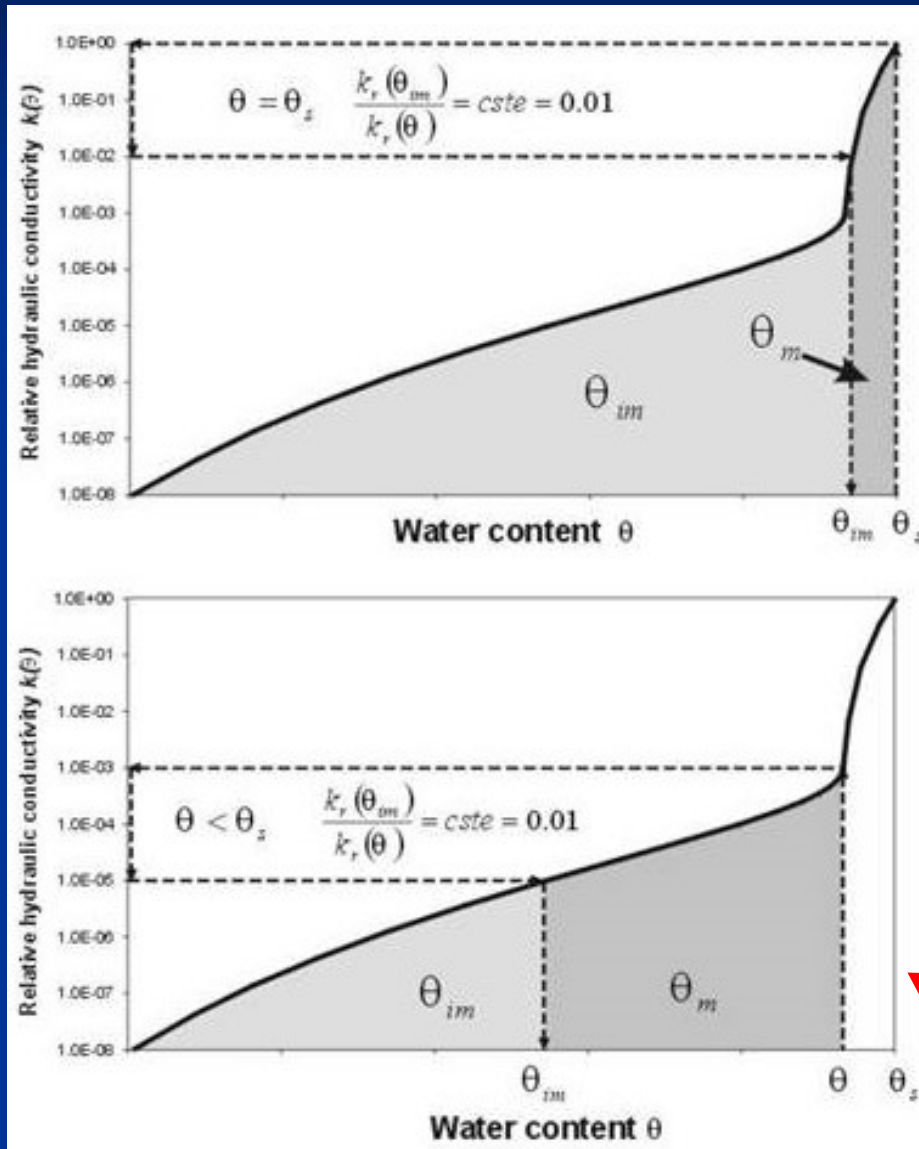 Relative hydraulic conductivity k(θ)
1.0E+00
1.0E-01
1.0E-02
1.0E-03
1.0E-04
1.0E-05
1.0E-06
1.0E-07
1.0E-08
θ = θs kr(θim)/kr(θ) = cste = 0.01
θm
θim
θim θs
Water content θ
Relative hydraulic conductivity k(θ)
1.0E+00
1.0E-01
1.0E-02
1.0E-03
1.0E-04
1.0E-05
1.0E-06
1.0E-07
1.0E-08
θ < θs kr(θim)/kr(θ) = cste = 0.01
θim θm
θim θ θs
Water content θ